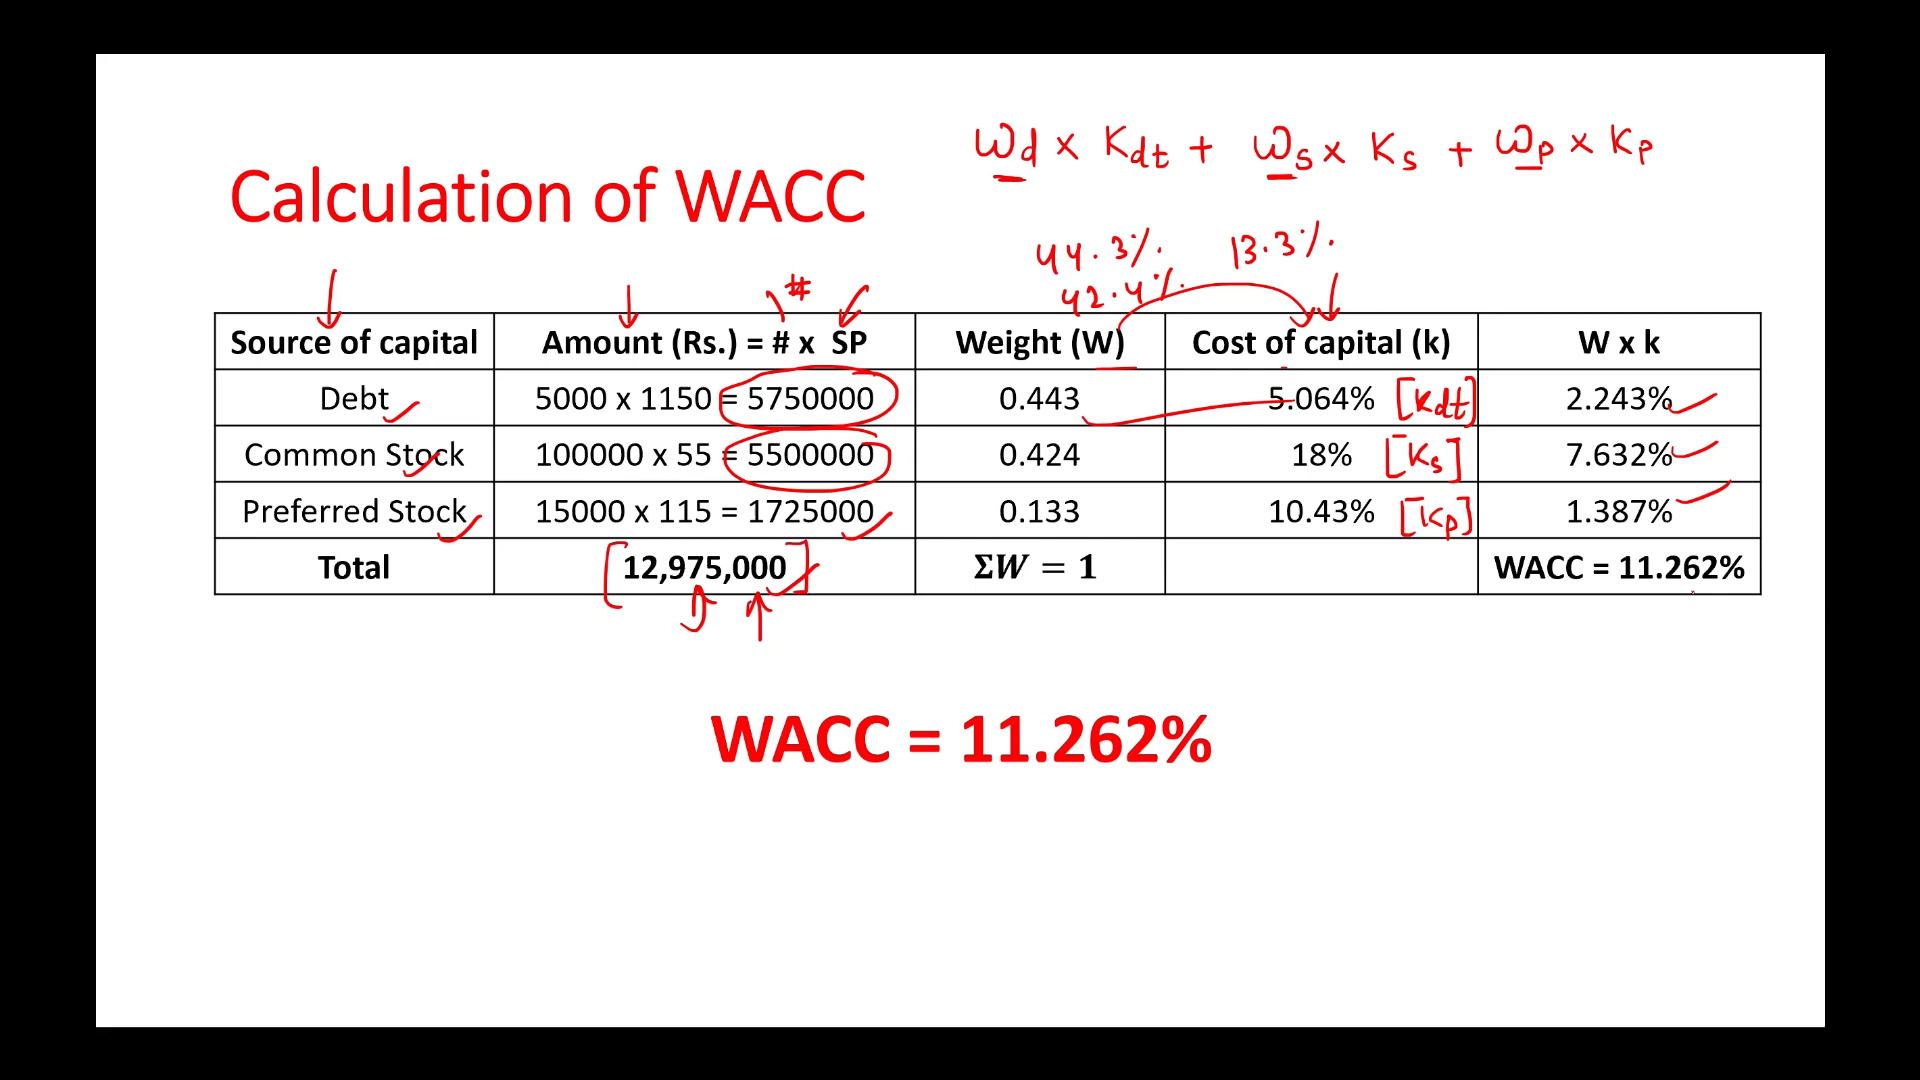 Wd x Kdt + Ws x Ks + Wp x Kp
Calculation of WACC
44.3% 13.3%
# 42.4%
Source of capital Amount (Rs.) = # x SP Weight (W) Cost of capital (k) W x k
Debt 5000 x 1150 = 5750000 0.443 5.064% [Kdt] 2.243%
Common Stock 100000 x 55 = 5500000 0.424 18% [Ks] 7.632%
Preferred Stock 15000 x 115 = 1725000 0.133 10.43% [Kp] 1.387%
Total [12,975,000] ΣW = 1 WACC = 11.262%
WACC = 11.262%